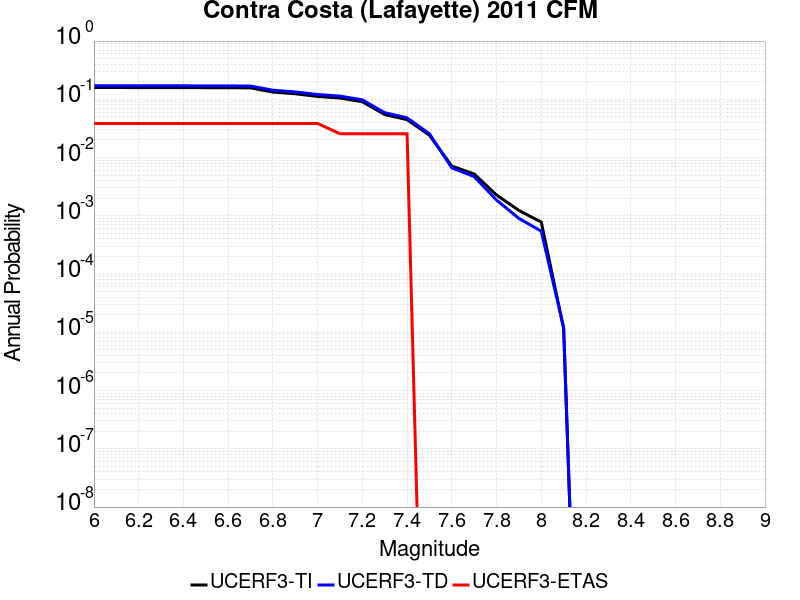 Contra Costa (Lafayette) 2011 CFM
10^0
10^-1
10^-2
10^-3
10^-4
10^-5
10^-6
10^-7
10^-8
Annual Probability
6 6.2 6.4 6.6 6.8 7 7.2 7.4 7.6 7.8 8 8.2 8.4 8.6 8.8 9
Magnitude
UCERF3-TI UCERF3-TD UCERF3-ETAS